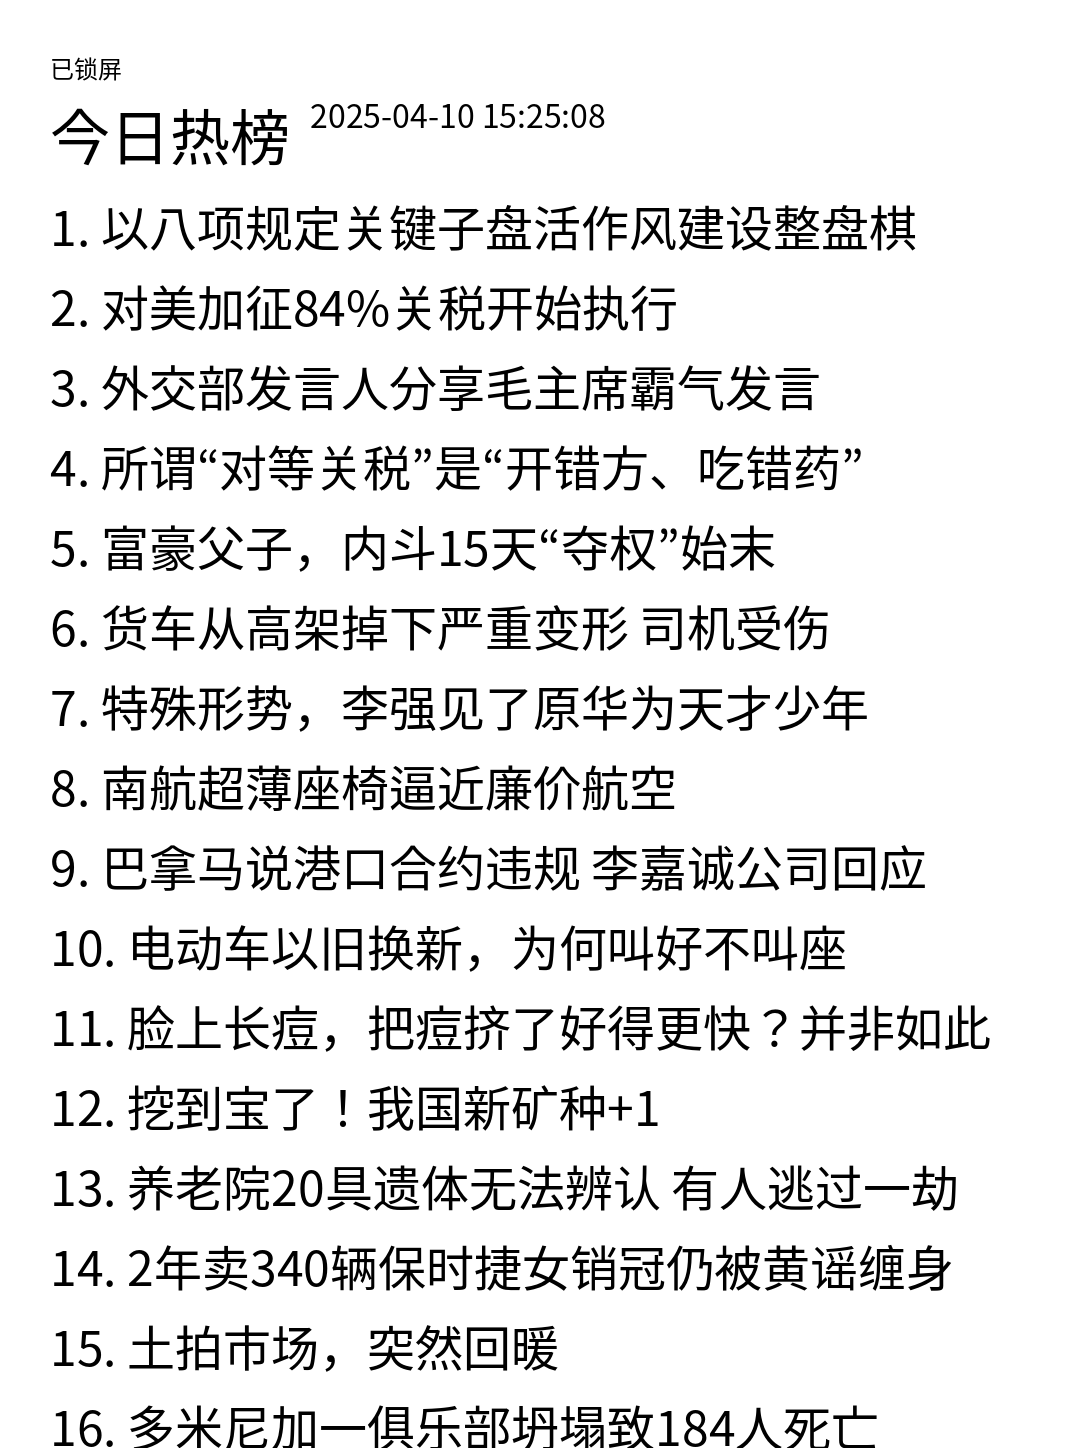 已锁屏
今日热榜 2025-04-10 15:25:08
1. 以八项规定关键子盘活作风建设整盘棋
2. 对美加征84%关税开始执行
3. 外交部发言人分享毛主席霸气发言
4. 所谓“对等关税”是“开错方、吃错药”
5. 富豪父子，内斗15天“夺权”始末
6. 货车从高架掉下严重变形 司机受伤
7. 特殊形势，李强见了原华为天才少年
8. 南航超薄座椅逼近廉价航空
9. 巴拿马说港口合约违规 李嘉诚公司回应
10. 电动车以旧换新，为何叫好不叫座
11. 脸上长痘，把痘挤了好得更快？并非如此
12. 挖到宝了！我国新矿种+1
13. 养老院20具遗体无法辨认 有人逃过一劫
14. 2年卖340辆保时捷女销冠仍被黄谣缠身
15. 土拍市场，突然回暖
16. 多米尼加一俱乐部坍塌致184人死亡